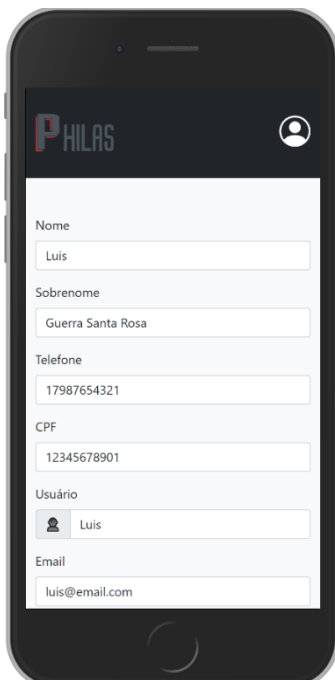 PHILAS
Nome
Luis
Sobrenome
Guerra Santa Rosa
Telefone
17987654321
CPF
12345678901
Usuário
Luis
Email
luis@email.com